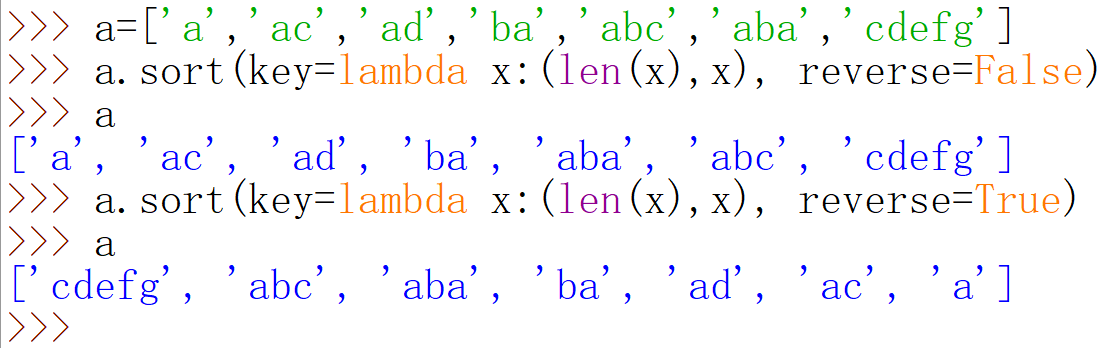 >>> a=['a','ac','ad','ba','abc','aba','cdefg']
>>> a.sort(key=lambda x:(len(x),x), reverse=False)
>>> a
['a', 'ac', 'ad', 'ba', 'aba', 'abc', 'cdefg']
>>> a.sort(key=lambda x:(len(x),x), reverse=True)
>>> a
['cdefg', 'abc', 'aba', 'ba', 'ad', 'ac', 'a']
>>>